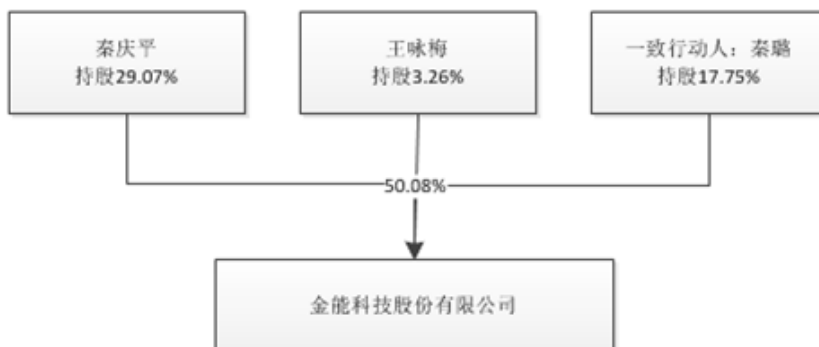 秦庆平
持股29.07%
王咏梅
持股3.26%
一致行动人：秦璐
持股17.75%
50.08%
金能科技股份有限公司